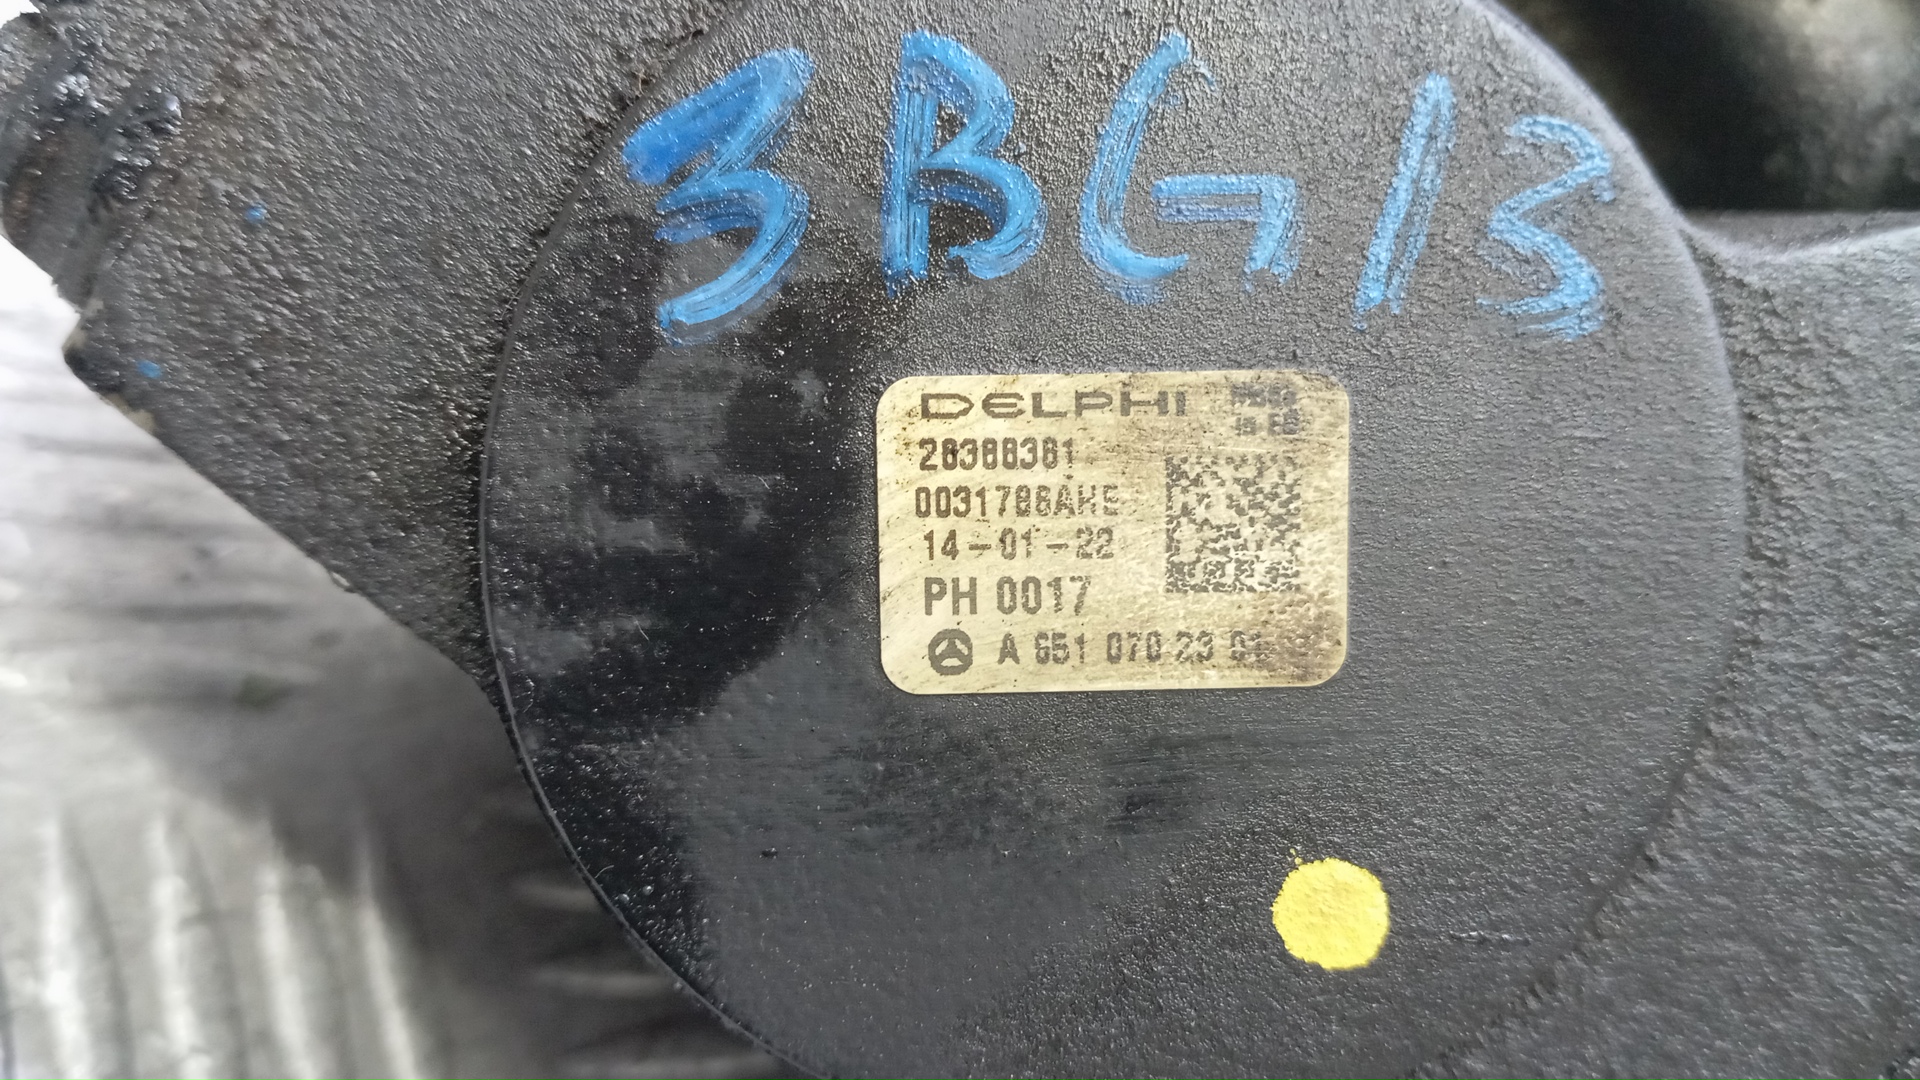 3BG13
DELPHI
28388381
0031788AHE
14-01-22
PH 0017
A 651 070 23 01